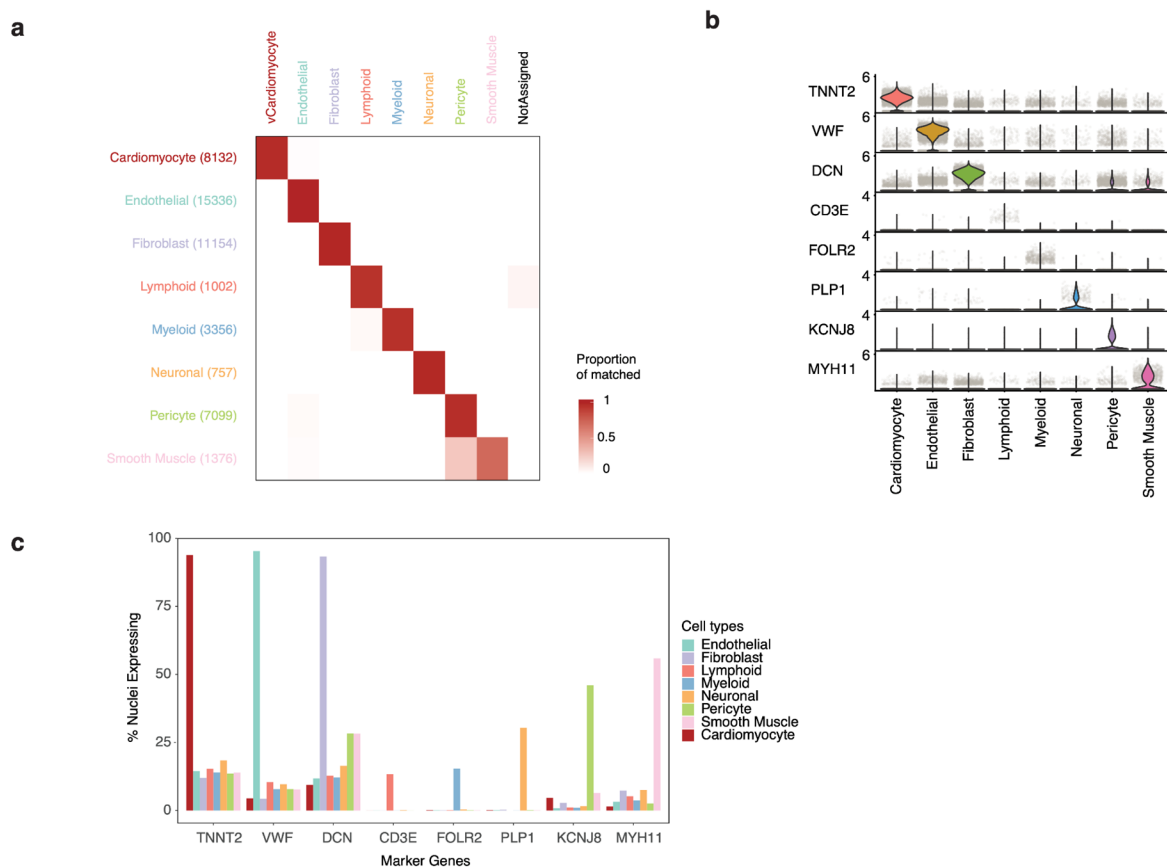 a
vCardiomyocyte
Endothelial
Fibroblast
Lymphoid
Myeloid
Neuronal
Pericyte
Smooth Muscle
NotAssigned
Cardiomyocyte (8132)
Endothelial (15336)
Fibroblast (11154)
Lymphoid (1002)
Myeloid (3356)
Neuronal (757)
Pericyte (7099)
Smooth Muscle (1376)
Proportion
of matched
1
0.5
0
b
6
TNNT2
6
VWF
6
DCN
4
CD3E
4
FOLR2
4
PLP1
4
KCNJ8
6
MYH11
Cardiomyocyte
Endothelial
Fibroblast
Lymphoid
Myeloid
Neuronal
Pericyte
Smooth Muscle
c
% Nuclei Expressing
100
75
50
25
0
TNNT2 VWF DCN CD3E FOLR2 PLP1 KCNJ8 MYH11
Marker Genes
Cell types
Endothelial
Fibroblast
Lymphoid
Myeloid
Neuronal
Pericyte
Smooth Muscle
Cardiomyocyte